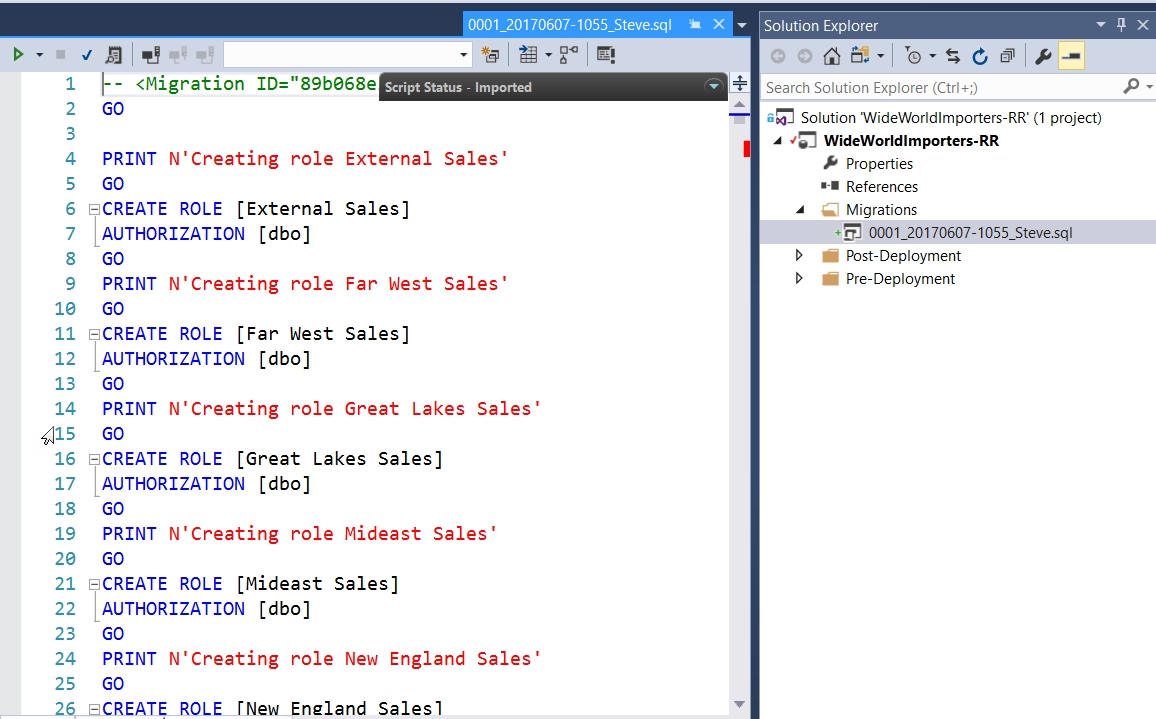 0001_20170607-1055_Steve.sql
1 -- <Migration ID="89b068e
Script Status - Imported
2 GO
3
4 PRINT N'Creating role External Sales'
5 GO
6 CREATE ROLE [External Sales]
7 AUTHORIZATION [dbo]
8 GO
9 PRINT N'Creating role Far West Sales'
10 GO
11 CREATE ROLE [Far West Sales]
12 AUTHORIZATION [dbo]
13 GO
14 PRINT N'Creating role Great Lakes Sales'
15 GO
16 CREATE ROLE [Great Lakes Sales]
17 AUTHORIZATION [dbo]
18 GO
19 PRINT N'Creating role Mideast Sales'
20 GO
21 CREATE ROLE [Mideast Sales]
22 AUTHORIZATION [dbo]
23 GO
24 PRINT N'Creating role New England Sales'
25 GO
26 CREATE ROLE [New England Sales]
Solution Explorer
Search Solution Explorer (Ctrl+;)
Solution 'WideWorldImporters-RR' (1 project)
WideWorldImporters-RR
Properties
References
Migrations
0001_20170607-1055_Steve.sql
Post-Deployment
Pre-Deployment